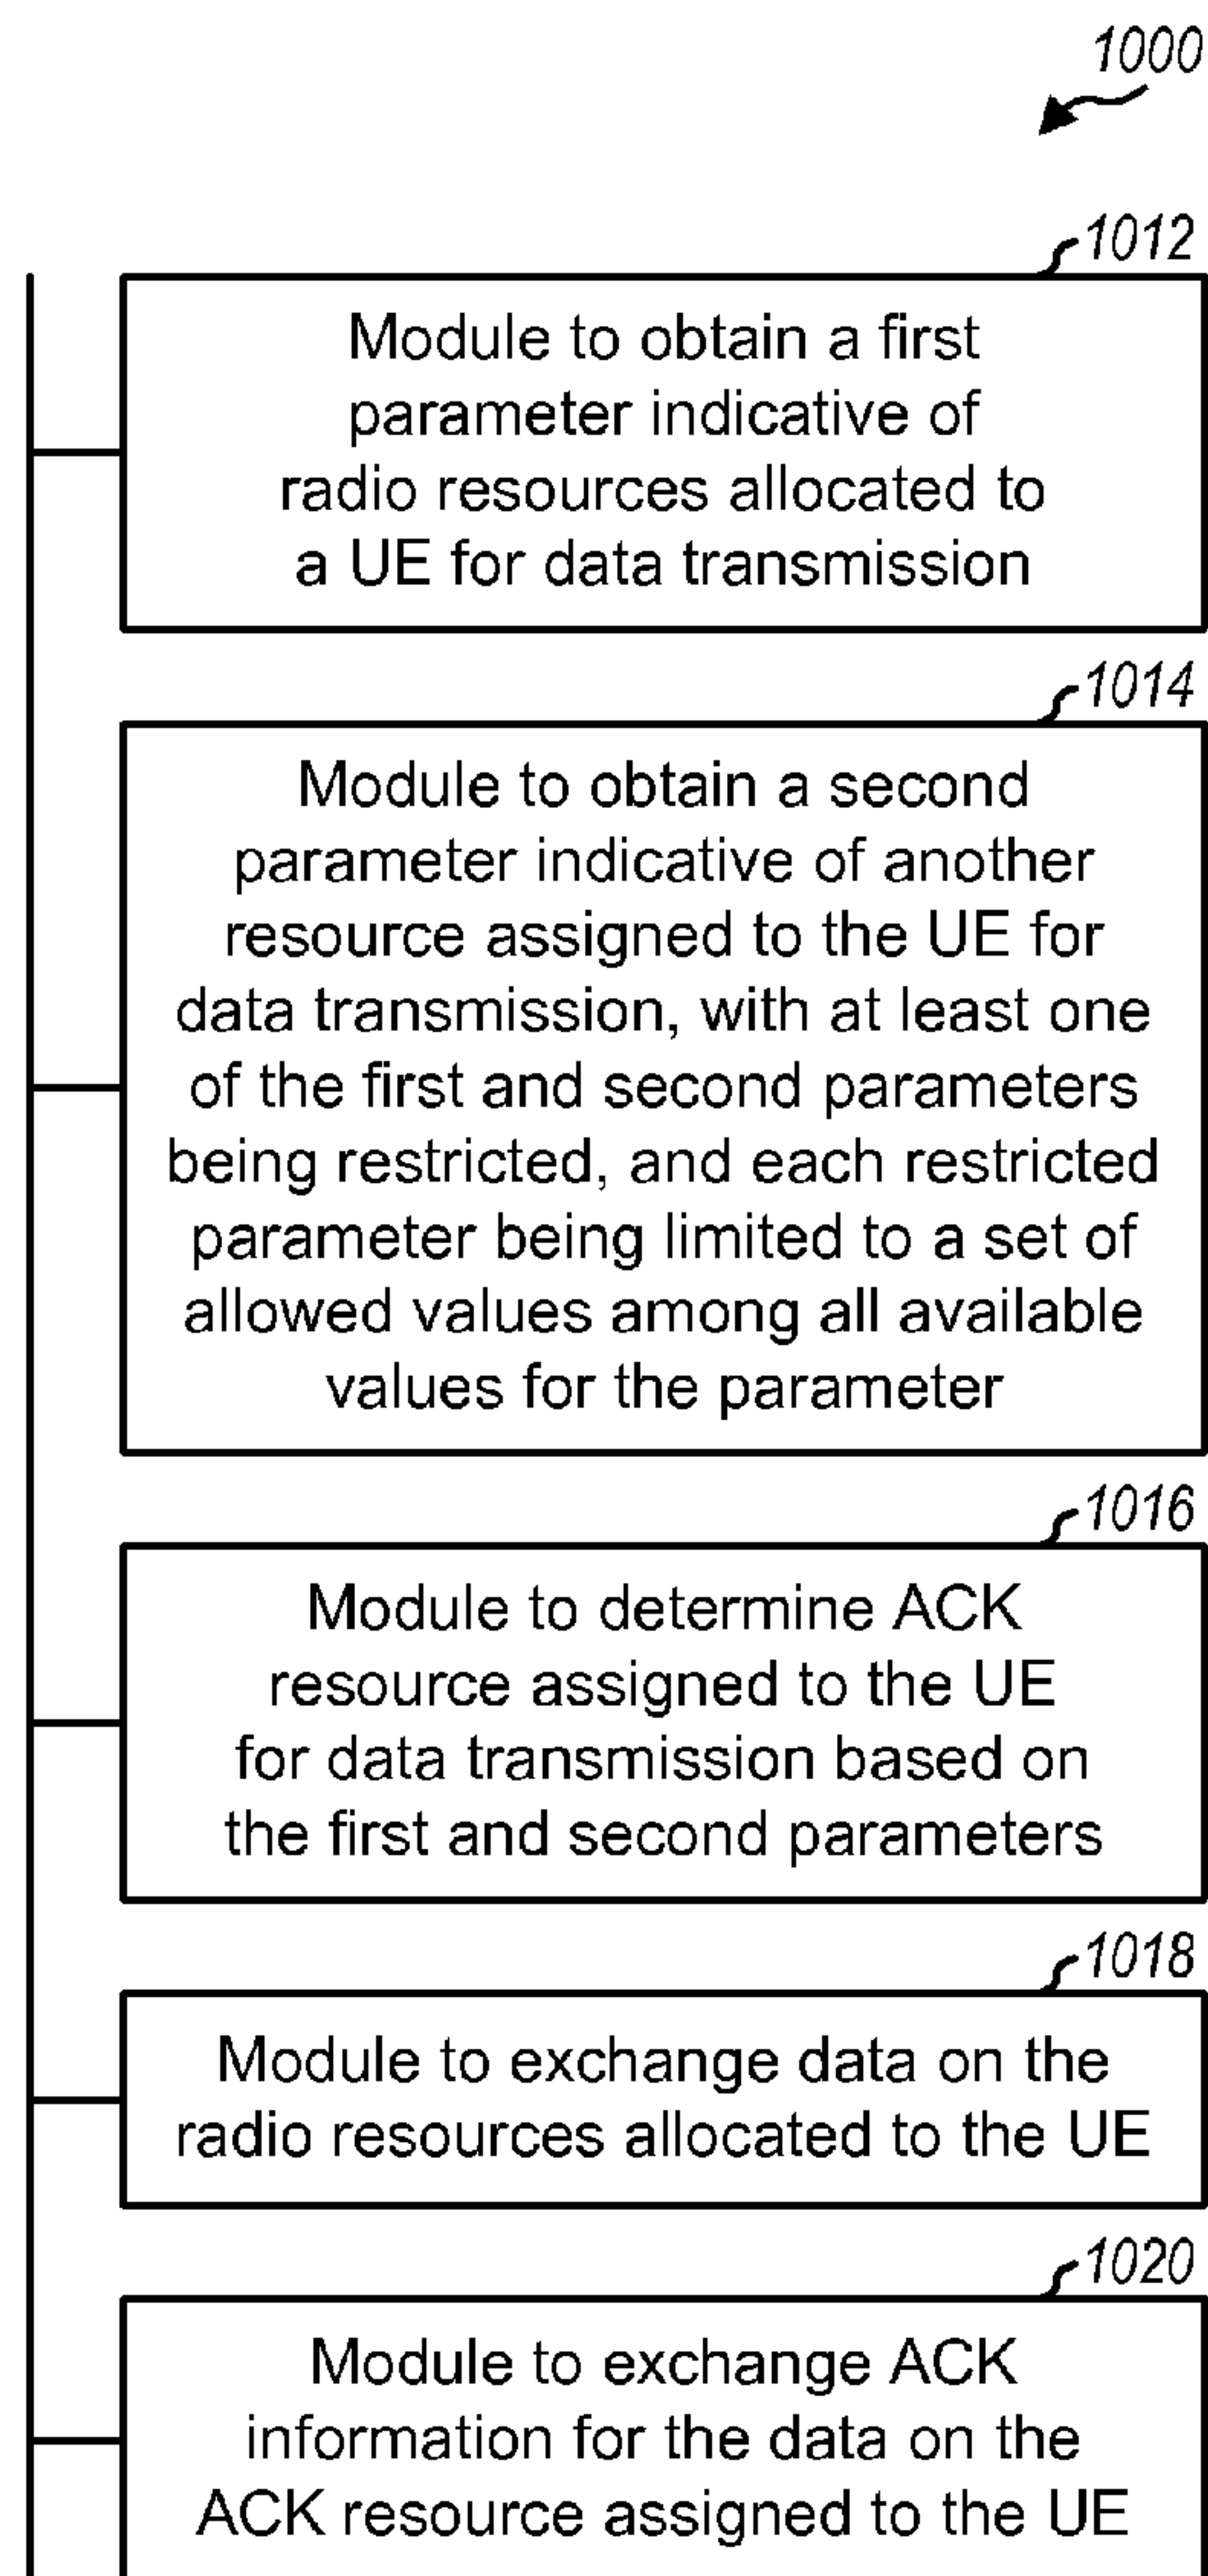 1000
1012
Module to obtain a first
parameter indicative of
radio resources allocated to
a UE for data transmission
1014
Module to obtain a second
parameter indicative of another
resource assigned to the UE for
data transmission, with at least one
of the first and second parameters
being restricted, and each restricted
parameter being limited to a set of
allowed values among all available
values for the parameter
1016
Module to determine ACK
resource assigned to the UE
for data transmission based on
the first and second parameters
1018
Module to exchange data on the
radio resources allocated to the UE
1020
Module to exchange ACK
information for the data on the
ACK resource assigned to the UE